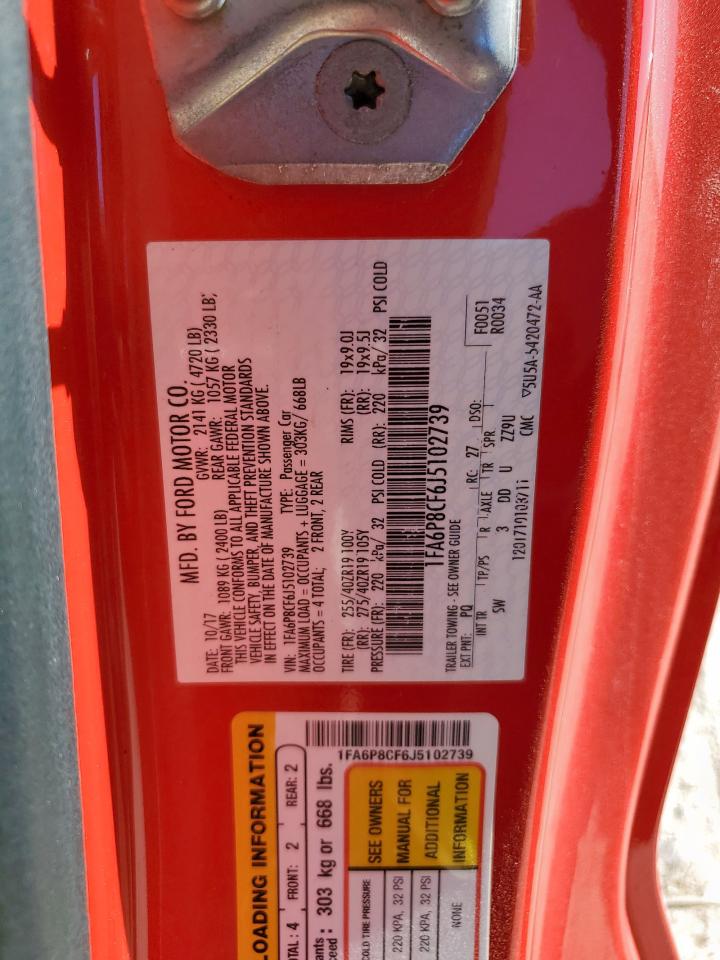 MFD. BY FORD MOTOR CO.
DATE: 10/17 GVWR: 2141 KG ( 4720 LB)
FRONT GAWR: 1089 KG (2400 LB) REAR GAWR: 1057 KG ( 2330 LB)
THIS VEHICLE CONFORMS TO ALL APPLICABLE FEDERAL MOTOR
VEHICLE SAFETY, BUMPER, AND THEFT PREVENTION STANDARDS
IN EFFECT ON THE DATE OF MANUFACTURE SHOWN ABOVE.
VIN: 1FA6P8CF6J5102739 TYPE: Passenger Car
MAXIMUM LOAD = OCCUPANTS + LUGGAGE = 303KG/ 668LB
OCCUPANTS = 4 TOTAL; 2 FRONT, 2 REAR
TIRE (FR): 255/40ZR19 100Y RIMS (FR): 19x9.0J
(RR): 275/40ZR19 105Y (RR): 19x9.5J
PRESSURE (FR): 220 kPa/ 32 PSI COLD (RR): 220 kPa/ 32 PSI COLD
1FA6P8CF6J5102739
TRAILER TOWING - SEE OWNER GUIDE
EXT PNT: PQ RC: 27 DSO: F0051
INT TR TP/PS R AXLE TR SPR R0034
5W 3 DD U ZZ9U
CMC ▽5U5A-5420472-AA
LOADING INFORMATION
TOTAL: 4 FRONT: 2 REAR: 2
303 kg or 668 lbs.
1FA6P8CF6J5102739
COLD TIRE PRESSURE
220 KPA, 32 PSI
220 KPA, 32 PSI
NONE
SEE OWNERS
MANUAL FOR
ADDITIONAL
INFORMATION